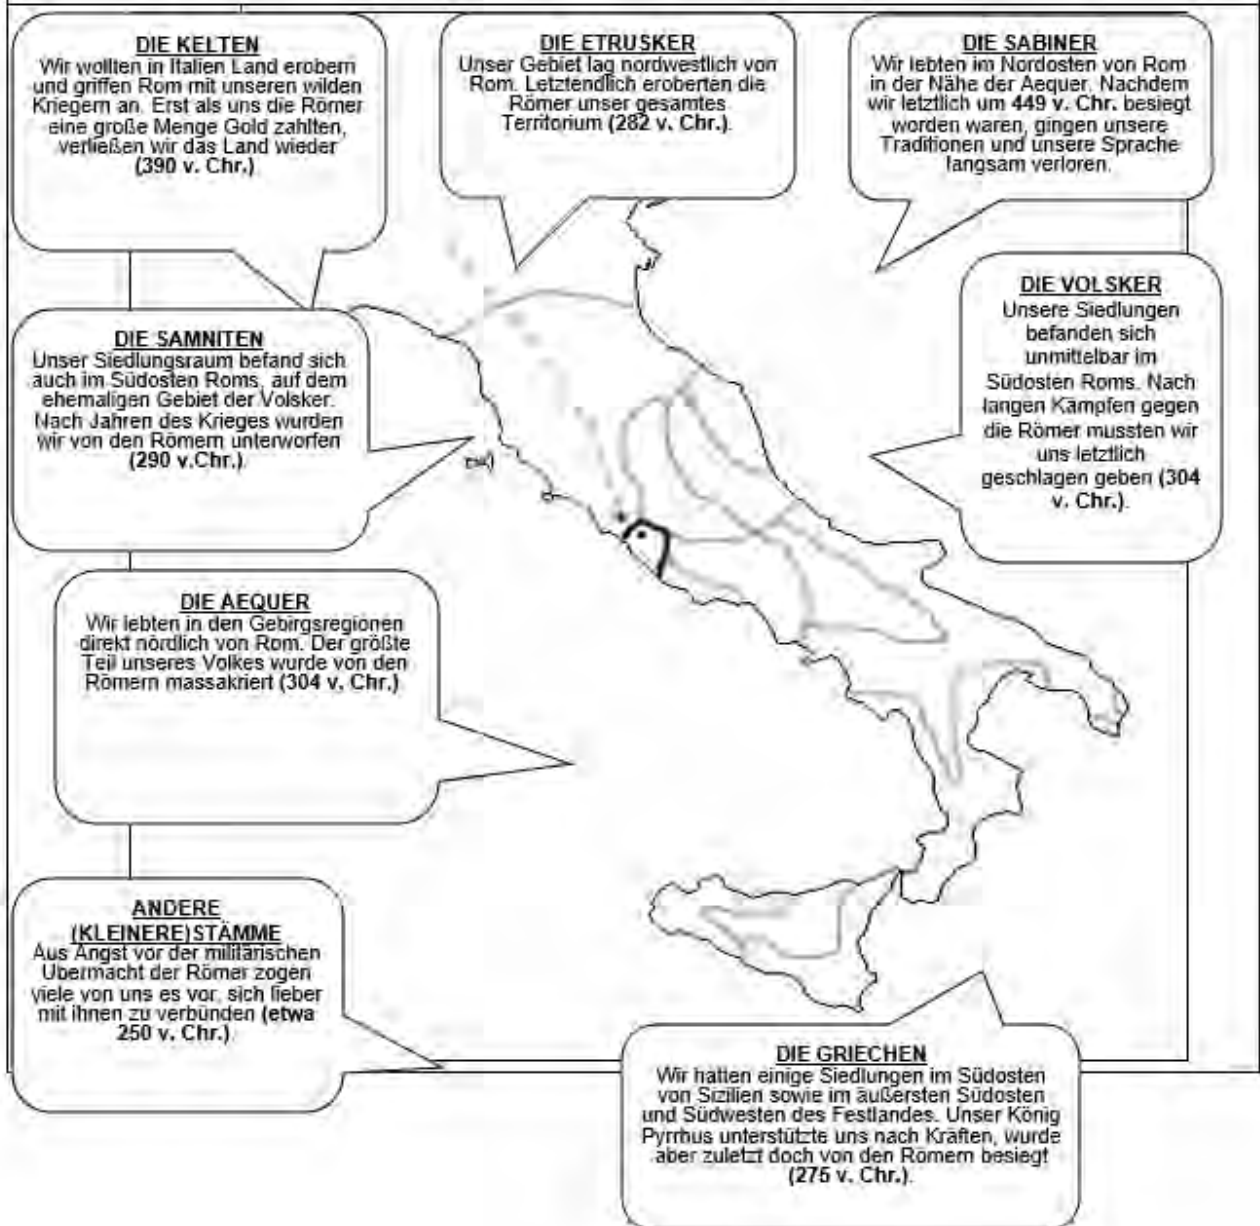 DIE KELTEN
Wir wollten in Italien Land erobern
und griffen Rom mit unseren wilden
Kriegern an. Erst als uns die Römer
eine große Menge Gold zahlten,
verließen wir das Land wieder
(390 v. Chr.).
DIE ETRUSKER
Unser Gebiet lag nordwestlich von
Rom. Letztendlich eroberten die
Römer unser gesamtes
Territorium (282 v. Chr.).
DIE SABINER
Wir lebten im Nordosten von Rom
in der Nähe der Aequer. Nachdem
wir letztlich um 449 v. Chr. besiegt
worden waren, gingen unsere
Traditionen und unsere Sprache
langsam verloren.
DIE VOLSKER
Unsere Siedlungen
befanden sich
unmittelbar im
Südosten Roms. Nach
langen Kämpfen gegen
die Römer mussten wir
uns letztlich
geschlagen geben (304
v. Chr.).
DIE SAMNITEN
Unser Siedlungsraum befand sich
auch im Südosten Roms, auf dem
ehemaligen Gebiet der Volsker.
Nach Jahren des Krieges wurden
wir von den Römern unterworfen
(290 v.Chr.).
DIE AEQUER
Wir lebten in den Gebirgsregionen
direkt nördlich von Rom. Der größte
Teil unseres Volkes wurde von den
Römern massakriert (304 v. Chr.)
ANDERE
(KLEINERE)STÄMME
Aus Angst vor der militärischen
Übermacht der Römer zogen
viele von uns es vor, sich lieber
mit ihnen zu verbünden (etwa
250 v. Chr.)
DIE GRIECHEN
Wir hatten einige Siedlungen im Südosten
von Sizilien sowie im äußersten Südosten
und Südwesten des Festlandes. Unser König
Pyrrhus unterstützte uns nach Kräften, wurde
aber zuletzt doch von den Römern besiegt
(275 v. Chr.).